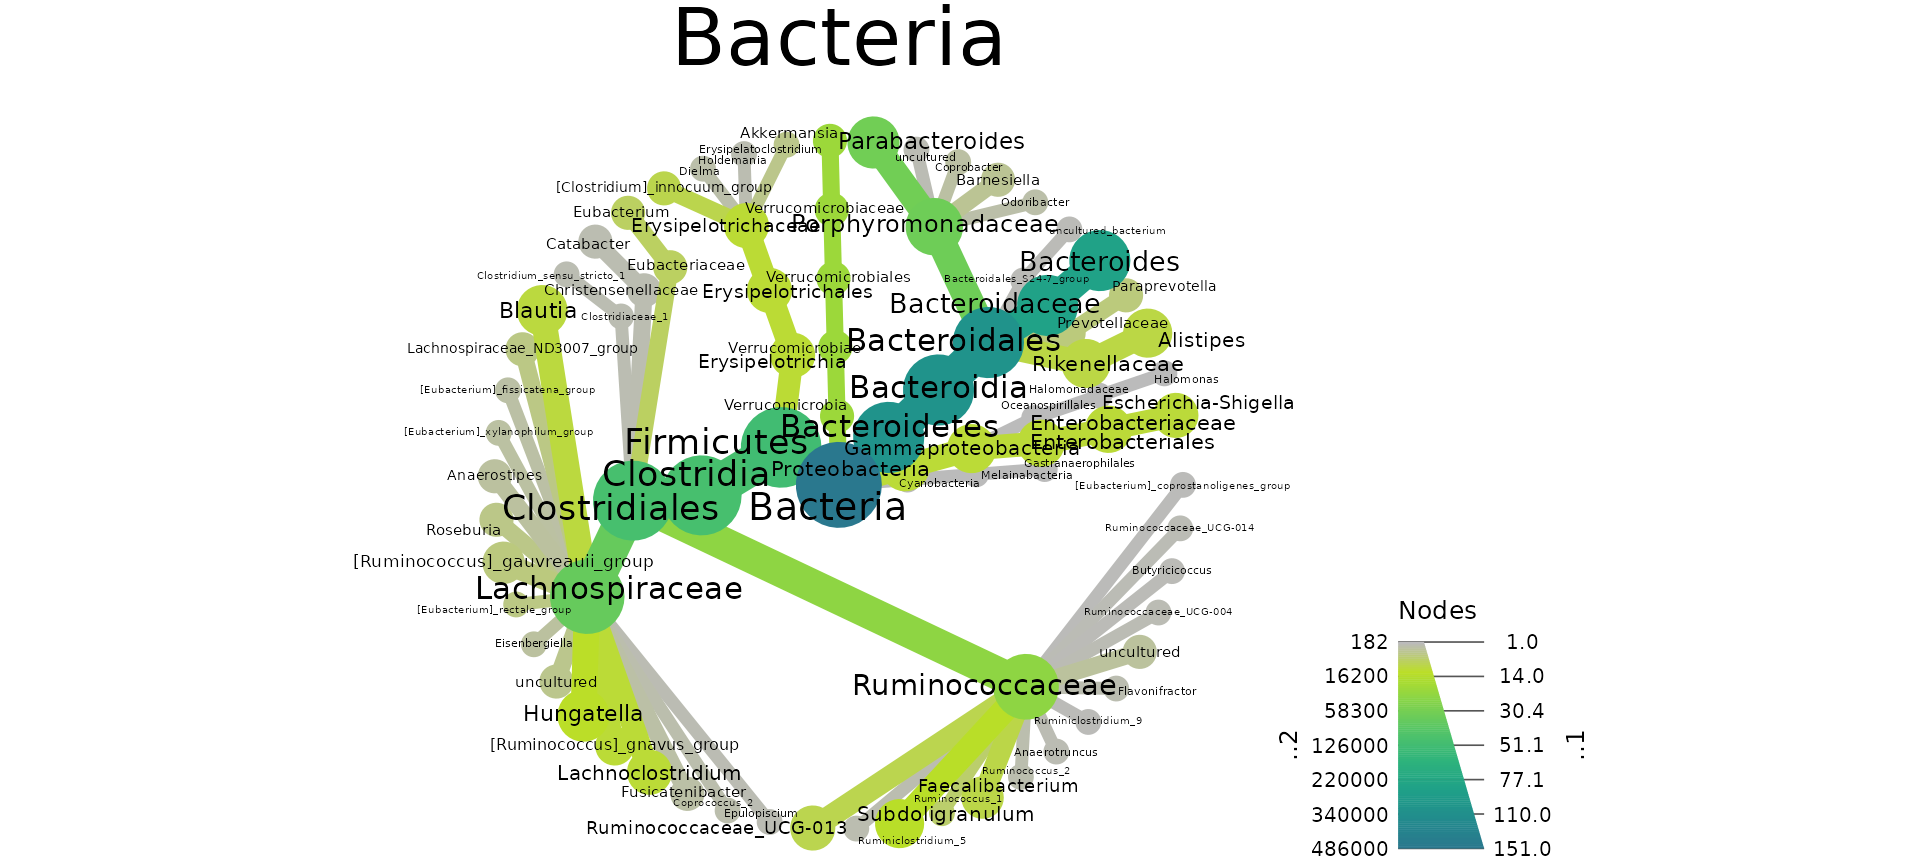 Bacteria
Akkermansia
Parabacteroides
Erysipelatoclostridium
uncultured
Holdemania
Coprobacter
Dielma
Barnesiella
[Clostridium]_innocuum_group
Odoribacter
Eubacterium
Verrucomicrobiaceae
Erysipelotrichaceae
Porphyromonadaceae
uncultured_bacterium
Catabacter
Eubacteriaceae
Bacteroides
Clostridium_sensu_stricto_1
Verrucomicrobiales
Bacteroidales_S24-7_group
Christensenellaceae
Erysipelotrichales
Paraprevotella
Bacteroidaceae
Blautia
Clostridiaceae_1
Prevotellaceae
Lachnospiraceae_ND3007_group
Verrucomicrobiae
Bacteroidales
Alistipes
Erysipelotrichia
Rikenellaceae
[Eubacterium]_fissicatena_group
Bacteroidia
Halomonadaceae
Halomonas
Verrucomicrobia
Oceanospirillales
Escherichia-Shigella
[Eubacterium]_xylanophilum_group
Firmicutes
Bacteroidetes
Enterobacteriaceae
Gammaproteobacteria
Enterobacteriales
Anaerostipes
Clostridia
Proteobacteria
Gastranaerophilales
Cyanobacteria
Melainabacteria
[Eubacterium]_coprostanoligenes_group
Clostridiales
Bacteria
Roseburia
Ruminococcaceae_UCG-014
[Ruminococcus]_gauvreauii_group
Butyricicoccus
Lachnospiraceae
[Eubacterium]_rectale_group
Ruminococcaceae_UCG-004
Eisenbergiella
uncultured
uncultured
Ruminococcaceae
Flavonifractor
Hungatella
Ruminiclostridium_9
[Ruminococcus]_gnavus_group
Anaerotruncus
Lachnoclostridium
Ruminococcus_2
Fusicatenibacter
Faecalibacterium
Coprococcus_2
Ruminococcus_1
Epulopiscium
Subdoligranulum
Ruminococcaceae_UCG-013
Ruminiclostridium_5
Nodes
182 1.0
16200 14.0
58300 30.4
126000 51.1
220000 77.1
340000 110.0
486000 151.0
..2
..1